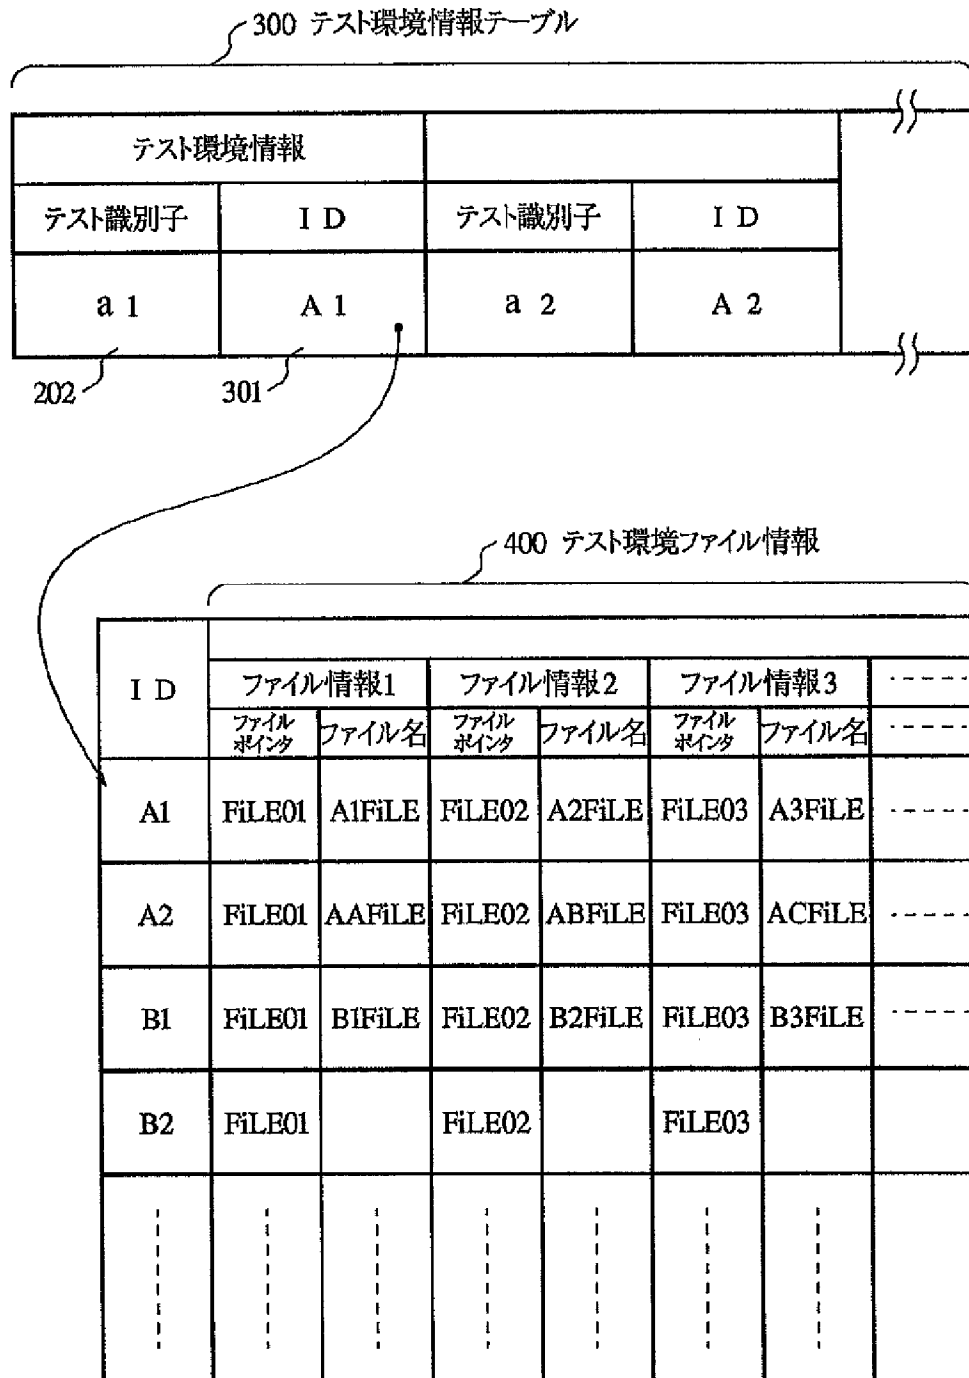 300 テスト環境情報テーブル
テスト環境情報
テスト識別子 ID テスト識別子 ID
a1 A1 a2 A2
202 301
400 テスト環境ファイル情報
ID
ファイル情報1 ファイル情報2 ファイル情報3
ファイルポインタ ファイル名 ファイルポインタ ファイル名 ファイルポインタ ファイル名
A1 FiLE01 A1FiLE FiLE02 A2FiLE FiLE03 A3FiLE
A2 FiLE01 AAFiLE FiLE02 ABFiLE FiLE03 ACFiLE
B1 FiLE01 B1FiLE FiLE02 B2FiLE FiLE03 B3FiLE
B2 FiLE01 FiLE02 FiLE03